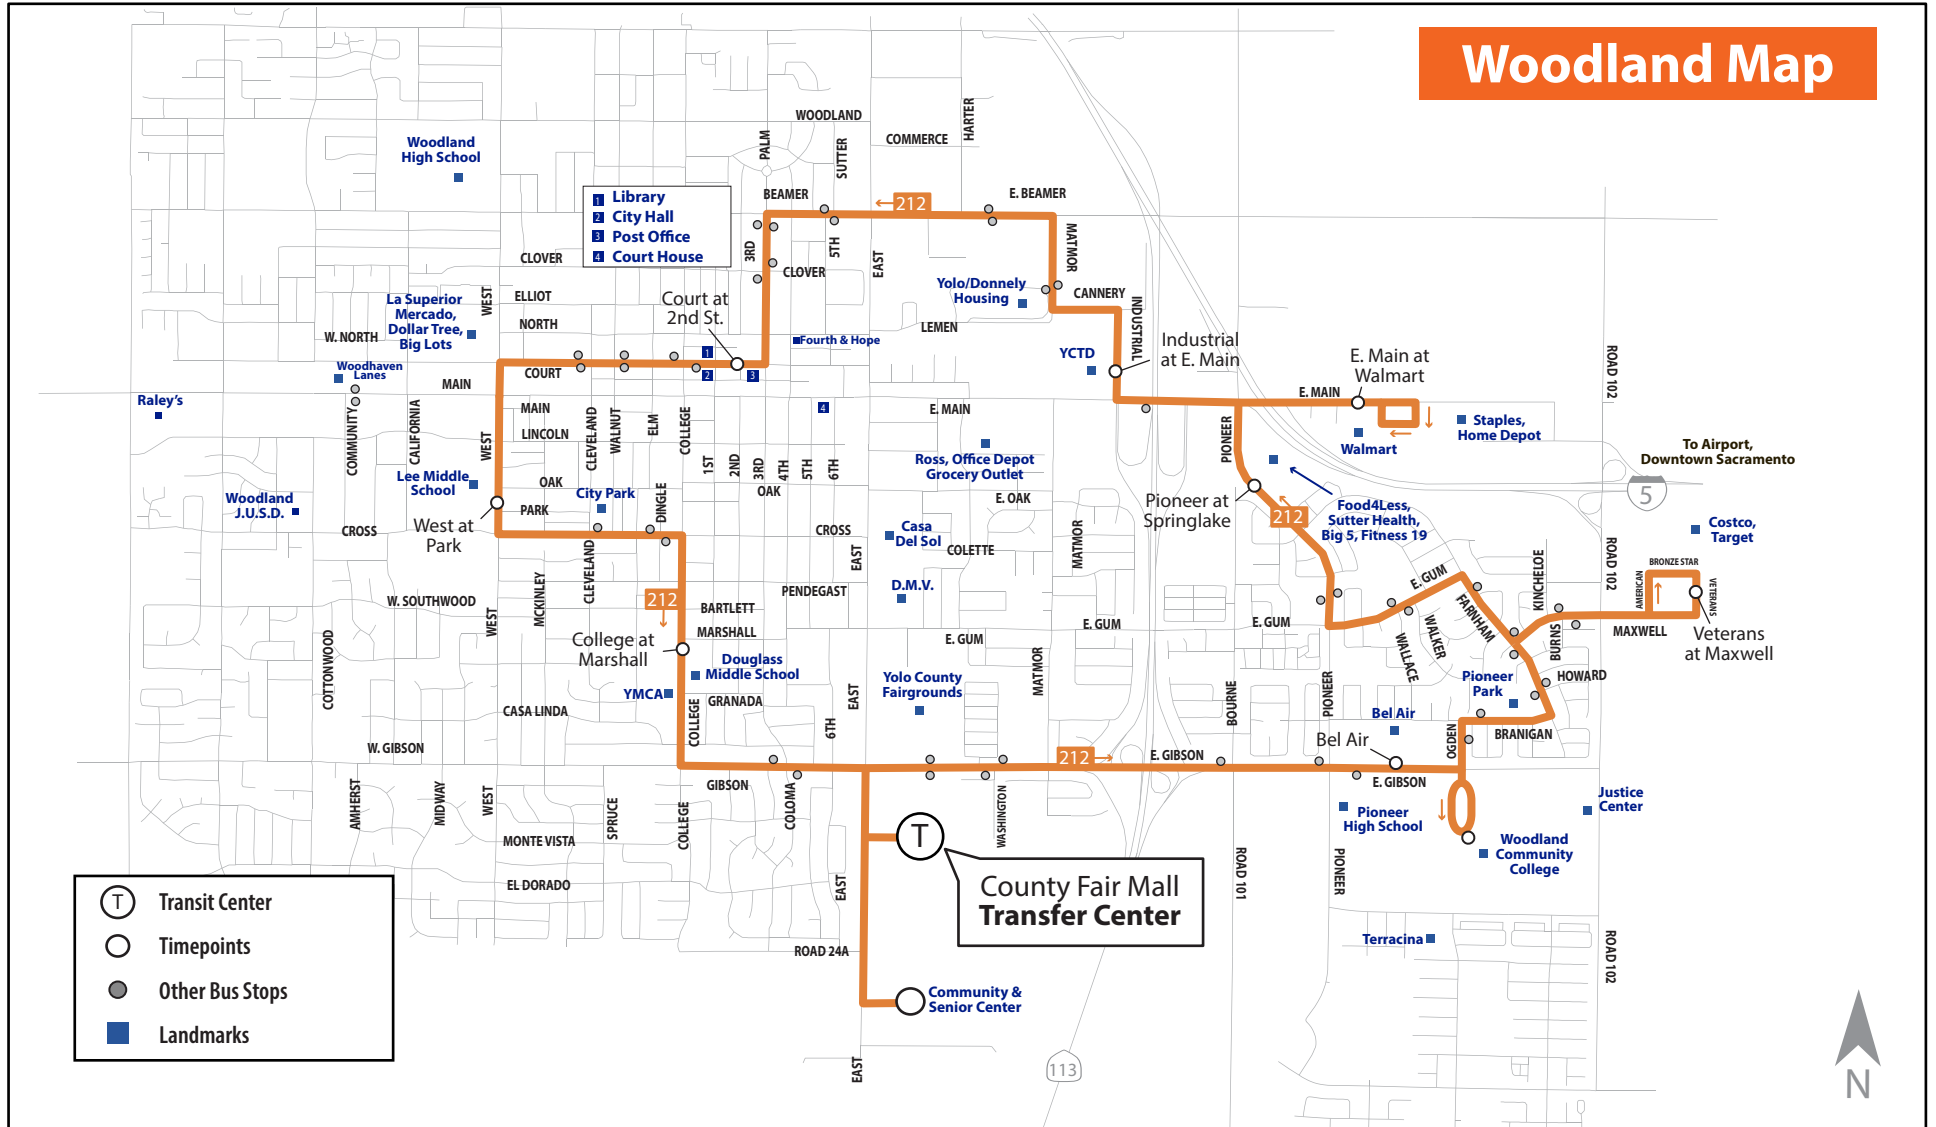 Woodland Map
WOODLAND
COMMERCE
HARTER
PALM
SUTTER
Woodland
High School
1 Library
2 City Hall
3 Post Office
4 Court House
BEAMER
212
E. BEAMER
MATMOR
3RD
5TH
EAST
CLOVER
CLOVER
WEST
ELLIOT
NORTH
W. NORTH
La Superior
Mercado,
Dollar Tree,
Big Lots
Court at
2nd St.
Yolo/Donnely
Housing
CANNERY
INDUSTRIAL
LEMEN
Fourth & Hope
Industrial
at E. Main
YCTD
E. Main at
Walmart
ROAD 102
Woodhaven
Lanes
1
2
3
4
COURT
MAIN
MAIN
E. MAIN
E. MAIN
Raley's
COMMUNITY
CALIFORNIA
WEST
LINCOLN
CLEVELAND
WALNUT
ELM
COLLEGE
1ST
2ND
3RD
4TH
5TH
6TH
PIONEER
Walmart
Staples,
Home Depot
To Airport,
Downtown Sacramento
5
Ross, Office Depot
Grocery Outlet
Lee Middle
School
OAK
OAK
E. OAK
City Park
PARK
DINGLE
Woodland
J.U.S.D.
CROSS
CROSS
West at
Park
Pioneer at
Springlake
212
Food4Less,
Sutter Health,
Big 5, Fitness 19
Costco,
Target
Casa
Del Sol
COLETTE
MATMOR
EAST
D.M.V.
CLEVELAND
MCKINLEY
W. SOUTHWOOD
WEST
212
PENDEGAST
BARTLETT
MARSHALL
E. GUM
E. GUM
E. GUM
E. GUM
FARNHAM
KINCHELOE
ROAD 102
BRONZE STAR
AMERICAN
VETERANS
MAXWELL
Veterans
at Maxwell
BURNS
WALKER
WALLACE
HOWARD
COTTONWOOD
College at
Marshall
Douglass
Middle School
YMCA
GRANADA
CASA LINDA
COLLEGE
6TH
EAST
Yolo County
Fairgrounds
MATMOR
BOURNE
PIONEER
Pioneer
Park
Bel Air
Bel Air
OGDEN
BRANIGAN
W. GIBSON
GIBSON
212
E. GIBSON
E. GIBSON
AMHERST
MIDWAY
WEST
SPRUCE
COLLEGE
COLOMA
WASHINGTON
Pioneer
High School
Justice
Center
Woodland
Community
College
MONTE VISTA
EL DORADO
T
County Fair Mall
Transfer Center
EAST
ROAD 101
PIONEER
ROAD 24A
Terracina
ROAD 102
Community &
Senior Center
EAST
113
T Transit Center
Timepoints
Other Bus Stops
Landmarks
N